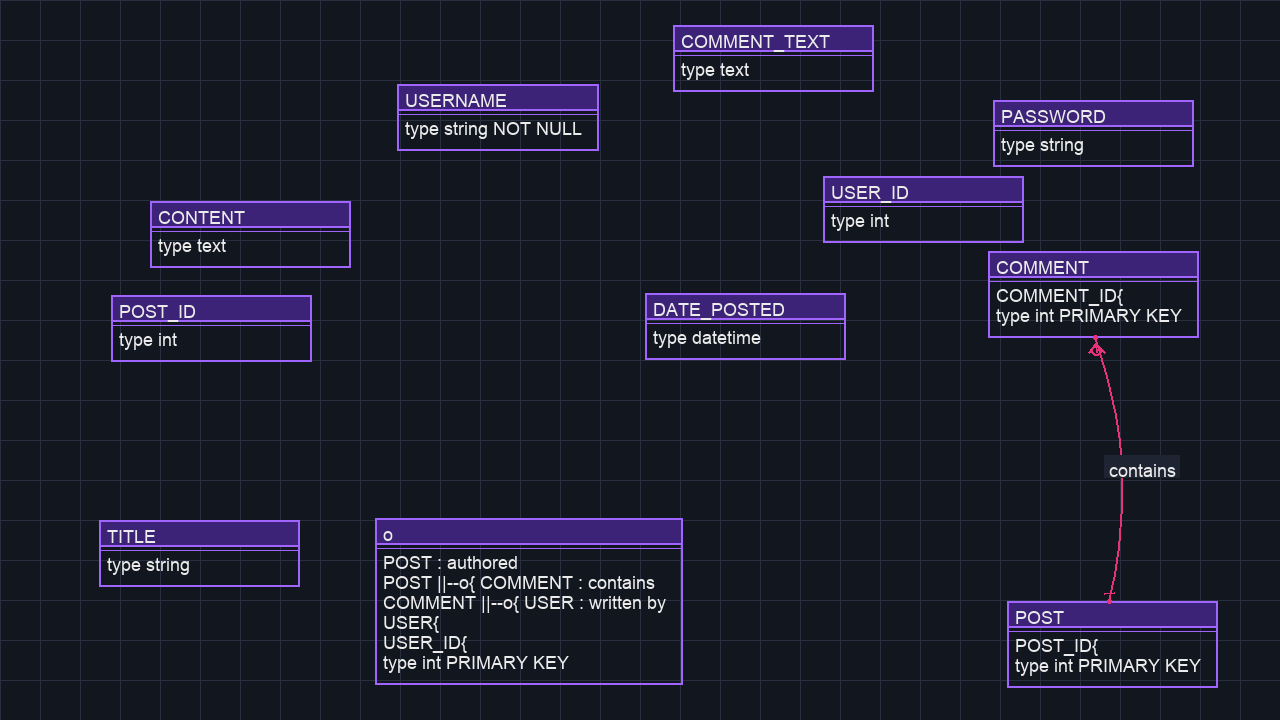 COMMENT_TEXT
type text
USERNAME
type string NOT NULL
PASSWORD
type string
USER_ID
type int
CONTENT
type text
COMMENT
COMMENT_ID{
type int PRIMARY KEY
POST_ID
type int
DATE_POSTED
type datetime
contains
TITLE
type string
o
POST : authored
POST ||--o{ COMMENT : contains
COMMENT ||--o{ USER : written by
USER{
USER_ID{
type int PRIMARY KEY
POST
POST_ID{
type int PRIMARY KEY